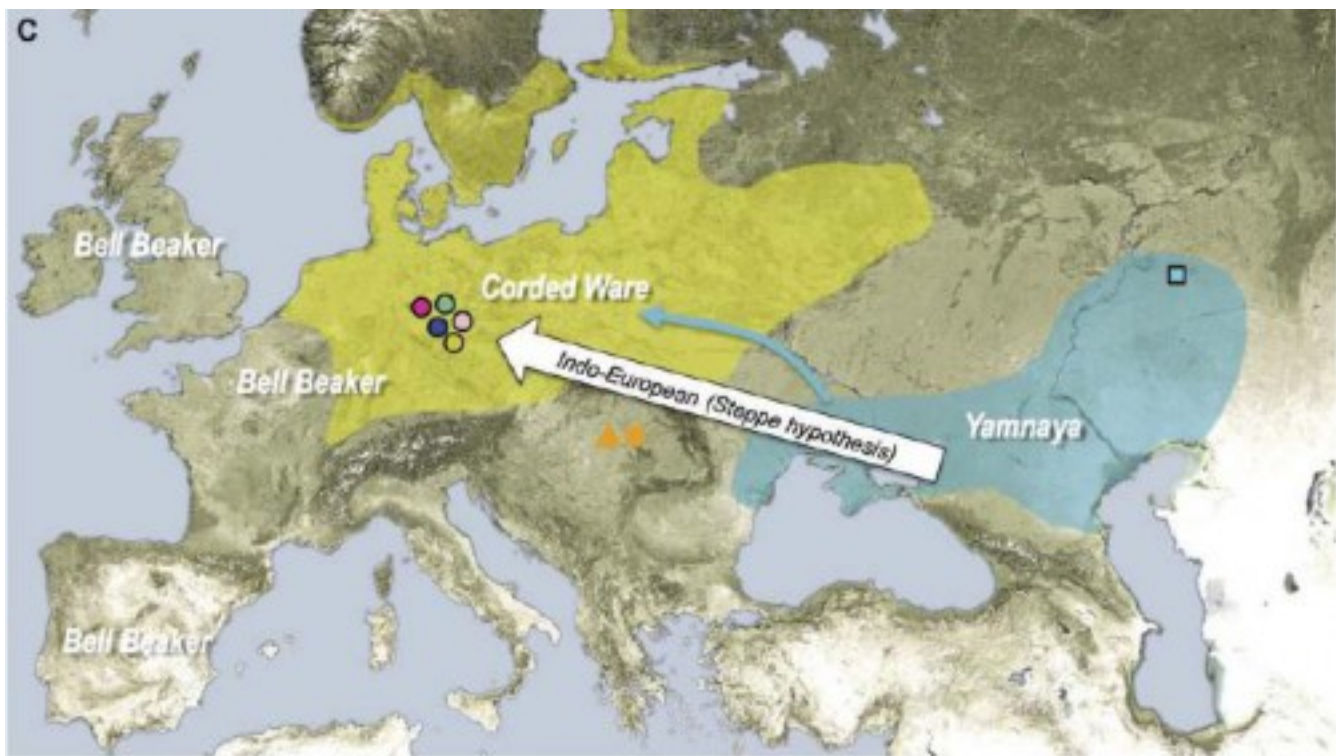 C
Bell Beaker
Corded Ware
Bell Beaker
Indo-European (Steppe hypothesis)
Yamnaya
Bell Beaker